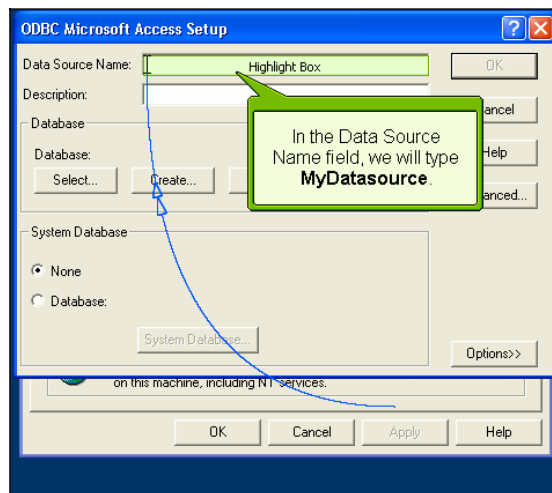 ODBC Microsoft Access Setup
Data Source Name:
Highlight Box
OK
Description:
ancel
Database
In the Data Source
Name field, we will type
MyDatasource.
Database:
Help
Select...
Create...
anced...
System Database
None
Database:
System Database...
Options>>
on this machine, including NT services.
OK
Cancel
Apply
Help